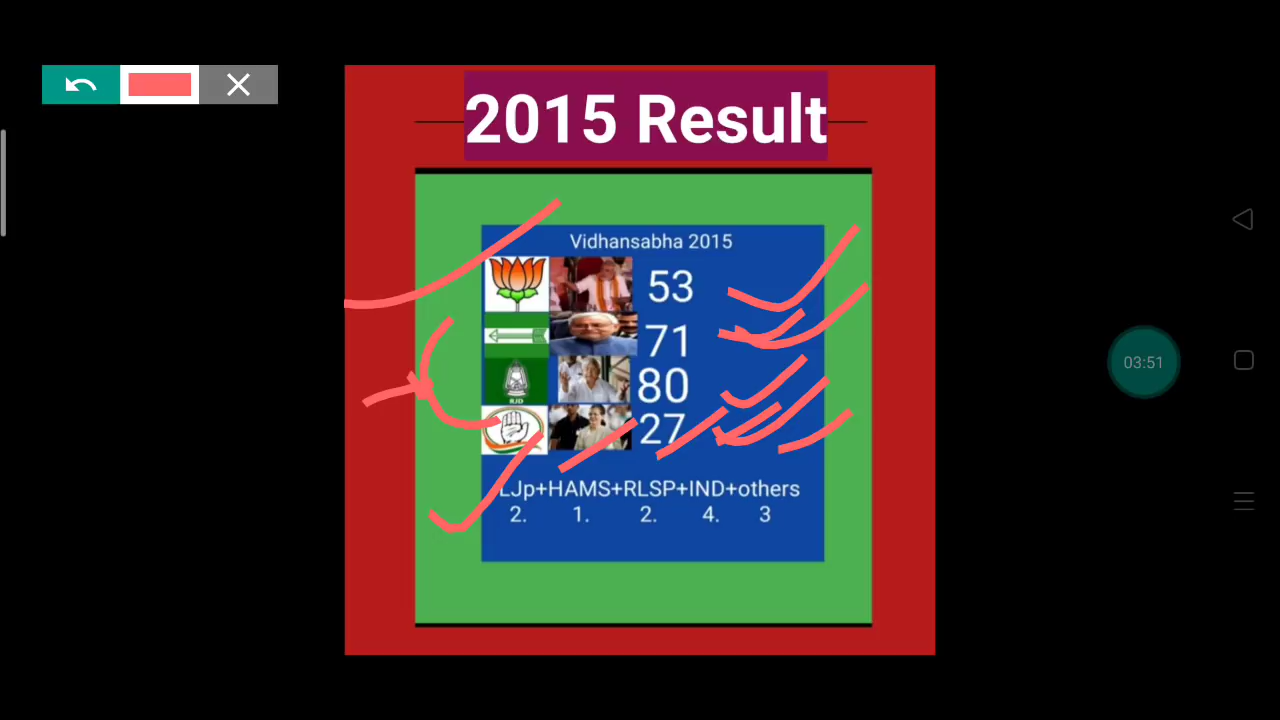 2015 Result
Vidhansabha 2015
53
71
80
RJD
27
LJp+HAMS+RLSP+IND+others
2. 1. 2. 4. 3
03:51